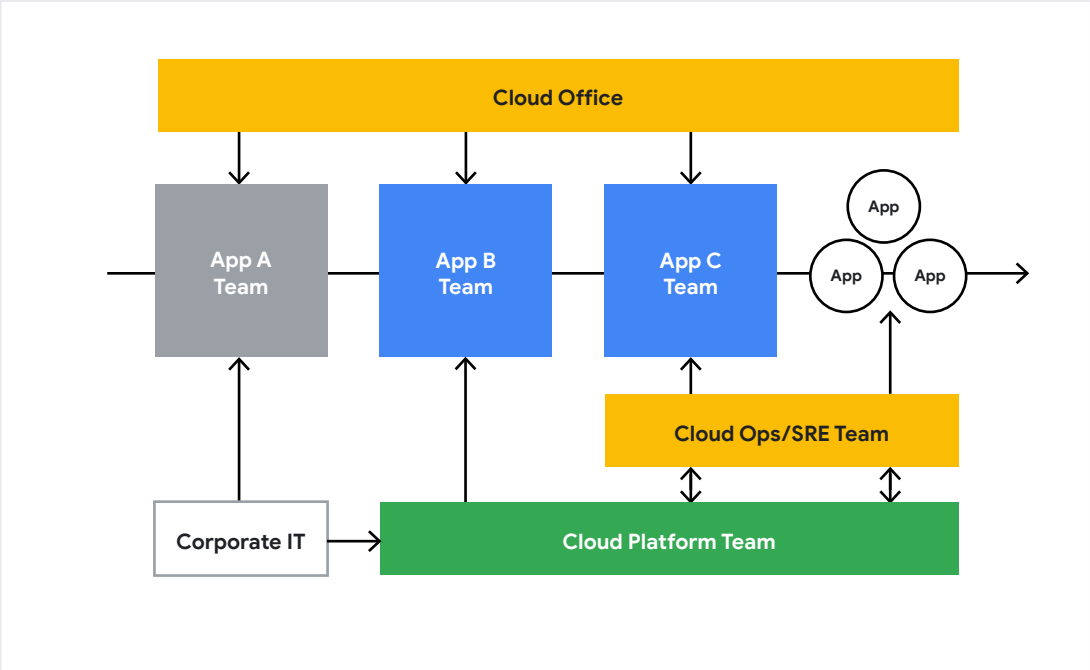 Cloud Office
App A
Team
App B
Team
App C
Team
App
App
App
Cloud Ops/SRE Team
Corporate IT
Cloud Platform Team